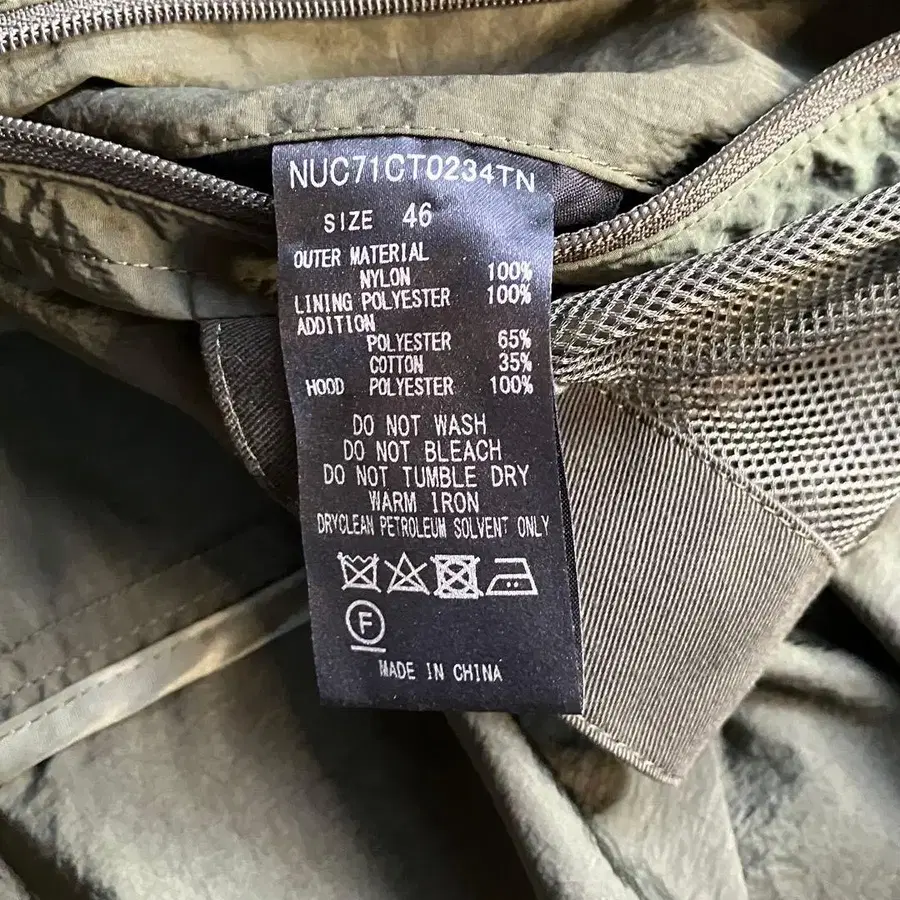 NUC71CT0234TN
SIZE 46
OUTER MATERIAL
NYLON 100%
LINING POLYESTER 100%
ADDITION
POLYESTER 65%
COTTON 35%
HOOD POLYESTER 100%
DO NOT WASH
DO NOT BLEACH
DO NOT TUMBLE DRY
WARM IRON
DRYCLEAN PETROLEUM SOLVENT ONLY
F
MADE IN CHINA